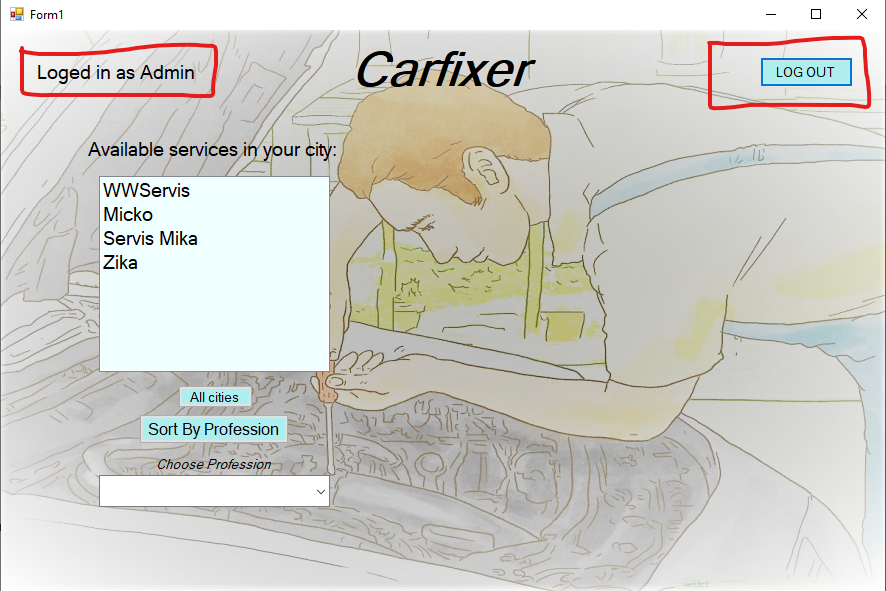 Form1
Loged in as Admin
Carfixer
LOG OUT
Available services in your city:
WWServis
Micko
Servis Mika
Zika
All cities
Sort By Profession
Choose Profession